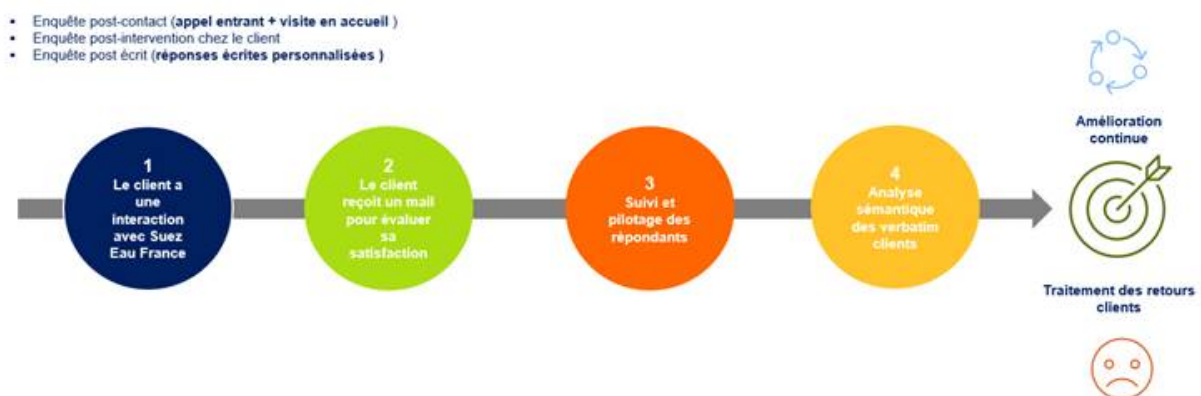 • Enquête post-contact (appel entrant + visite en accueil )
• Enquête post-intervention chez le client
• Enquête post écrit (réponses écrites personnalisées )
1
Le client a
une
interaction
avec Suez
Eau France
2
Le client
reçoit un mail
pour évaluer
sa
satisfaction
3
Suivi et
pilotage des
répondants
4
Analyse
sémantique
des verbatim
clients
Amélioration
continue
Traitement des retours
clients